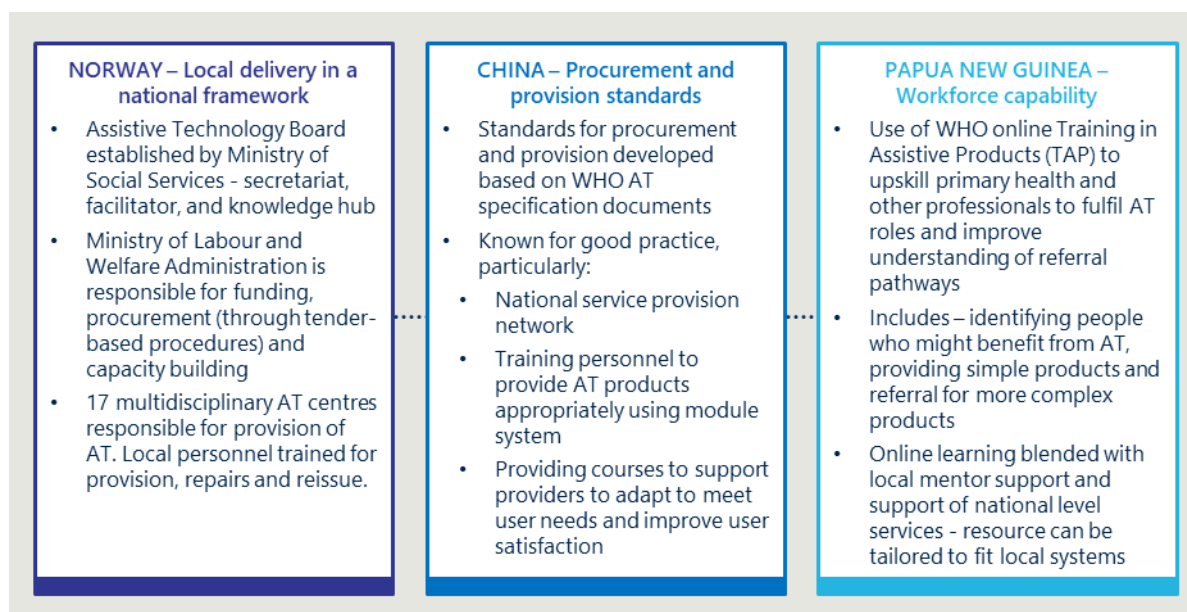 NORWAY – Local delivery in a
national framework
• Assistive Technology Board
established by Ministry of
Social Services - secretariat,
facilitator, and knowledge hub
• Ministry of Labour and
Welfare Administration is
responsible for funding,
procurement (through tender-
based procedures) and
capacity building
• 17 multidisciplinary AT centres
responsible for provision of
AT. Local personnel trained for
provision, repairs and reissue.
CHINA – Procurement and
provision standards
• Standards for procurement
and provision developed
based on WHO AT
specification documents
• Known for good practice,
particularly:
• National service provision
network
• Training personnel to
provide AT products
appropriately using module
system
• Providing courses to support
providers to adapt to meet
user needs and improve user
satisfaction
PAPUA NEW GUINEA –
Workforce capability
• Use of WHO online Training in
Assistive Products (TAP) to
upskill primary health and
other professionals to fulfil AT
roles and improve
understanding of referral
pathways
• Includes – identifying people
who might benefit from AT,
providing simple products and
referral for more complex
products
• Online learning blended with
local mentor support and
support of national level
services - resource can be
tailored to fit local systems